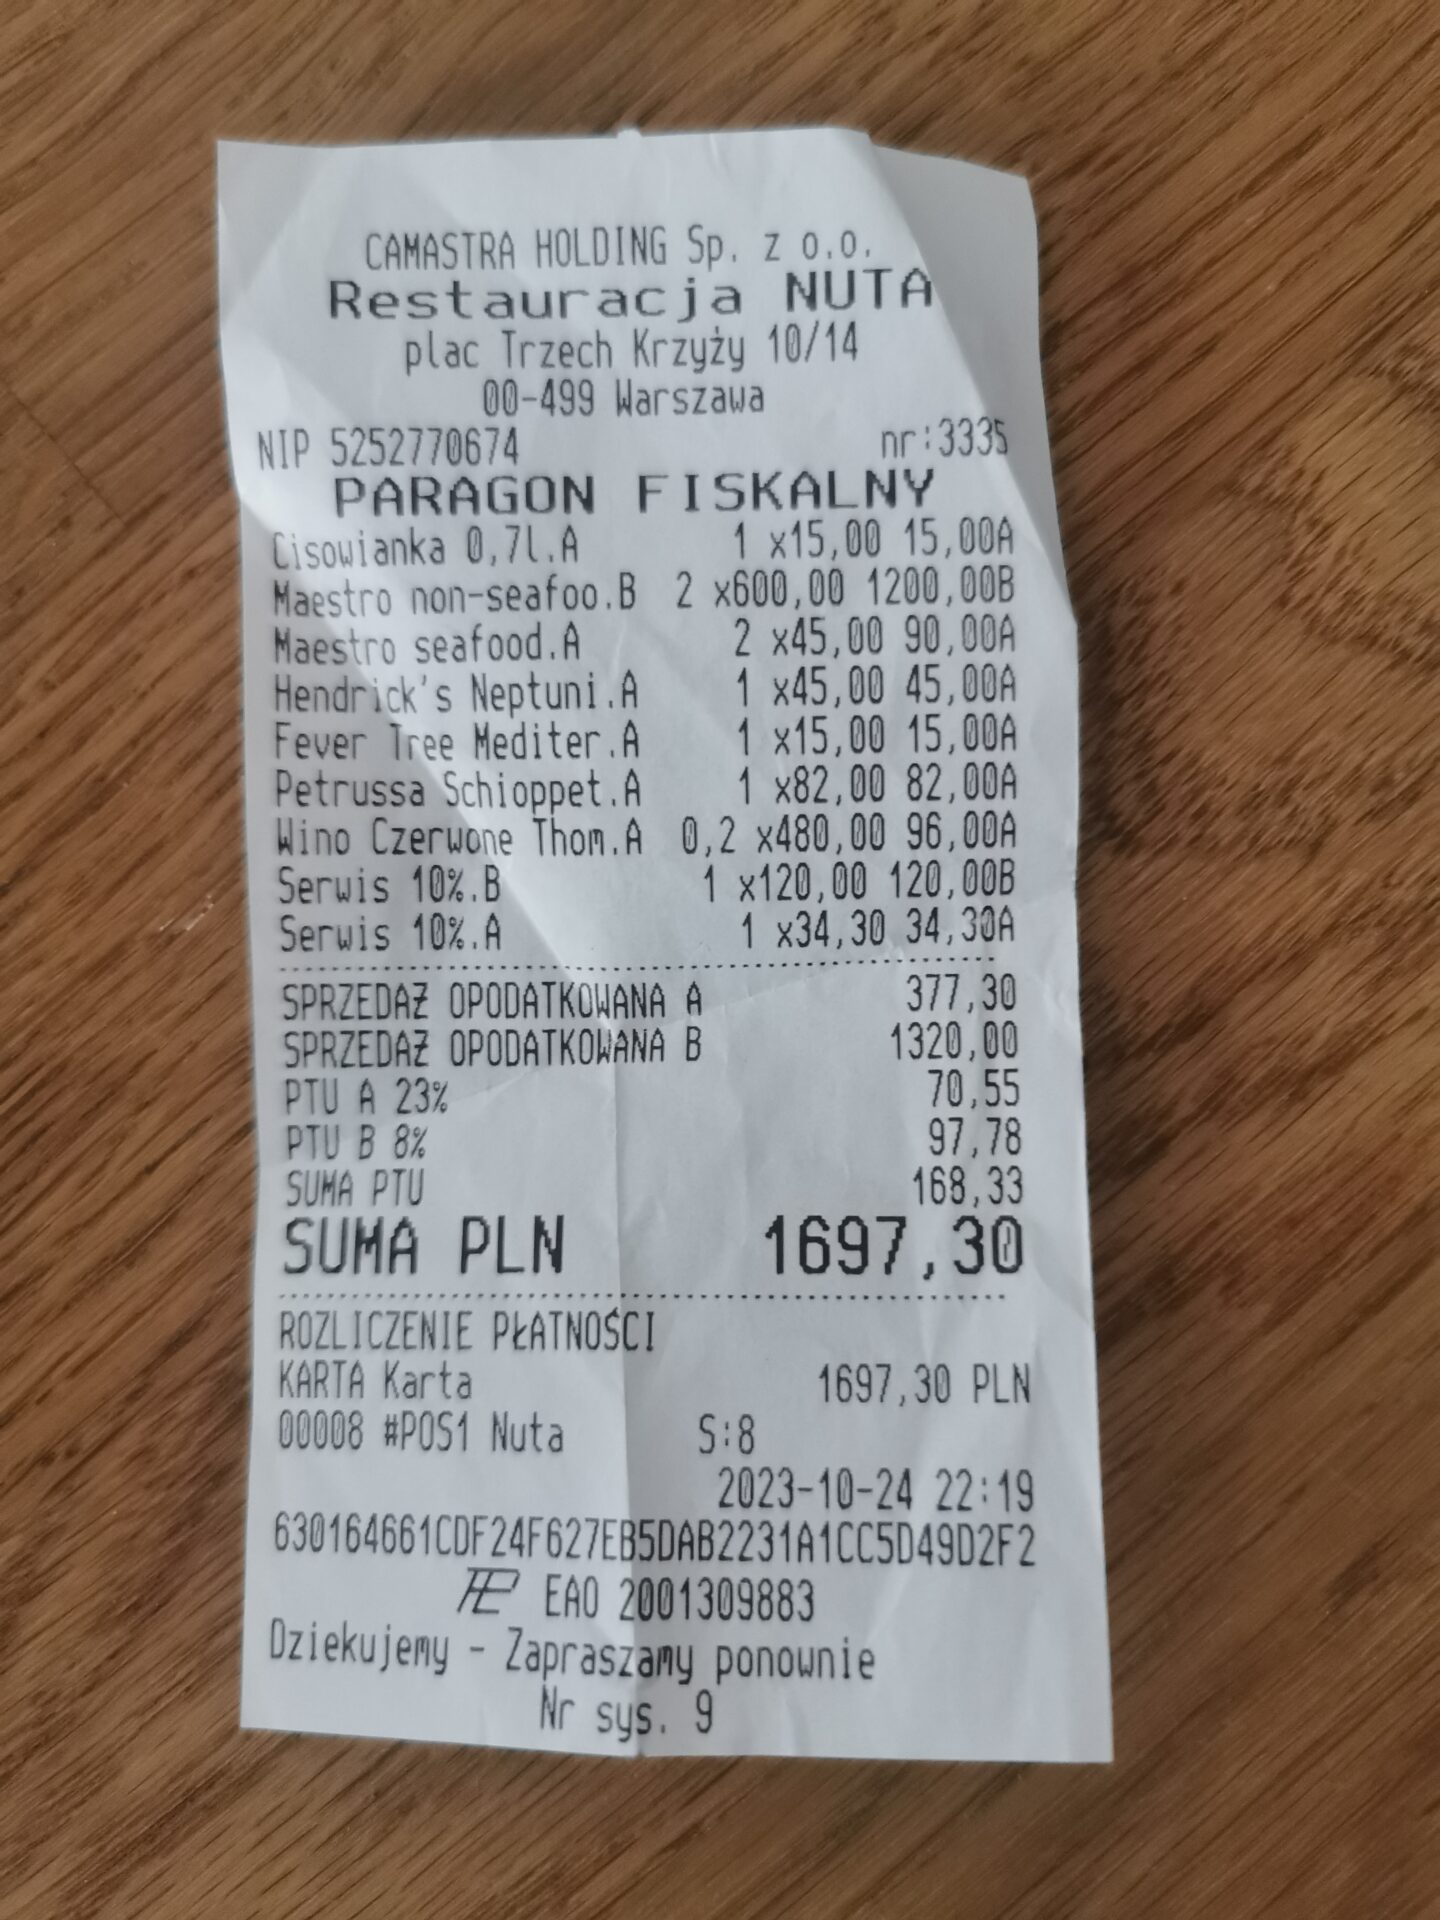 CAMASTRA HOLDING Sp. z o.o.
Restauracja NUTA
plac Trzech Krzyży 10/14
00-499 Warszawa
NIP 5252770674 nr:3335
PARAGON FISKALNY
Cisowianka 0,7l.A 1 x15,00 15,00A
Maestro non-seafoo.B 2 x600,00 1200,00B
Maestro seafood.A 2 x45,00 90,00A
Hendrick's Neptuni.A 1 x45,00 45,00A
Fever Tree Mediter.A 1 x15,00 15,00A
Petrussa Schioppet.A 1 x82,00 82,00A
Wino Czerwone Thom.A 0,2 x480,00 96,00A
Serwis 10%.B 1 x120,00 120,00B
Serwis 10%.A 1 x34,30 34,30A
SPRZEDAŻ OPODATKOWANA A 377,30
SPRZEDAŻ OPODATKOWANA B 1320,00
PTU A 23% 70,55
PTU B 8% 97,78
SUMA PTU 168,33
SUMA PLN 1697,30
ROZLICZENIE PŁATNOŚCI
KARTA Karta 1697,30 PLN
00008 #POS1 Nuta S:8
2023-10-24 22:19
630164661CDF24F627EB5DAB2231A1CC5D49D2F2
EAO 2001309883
Dziekujemy - Zapraszamy ponownie
Nr sys. 9